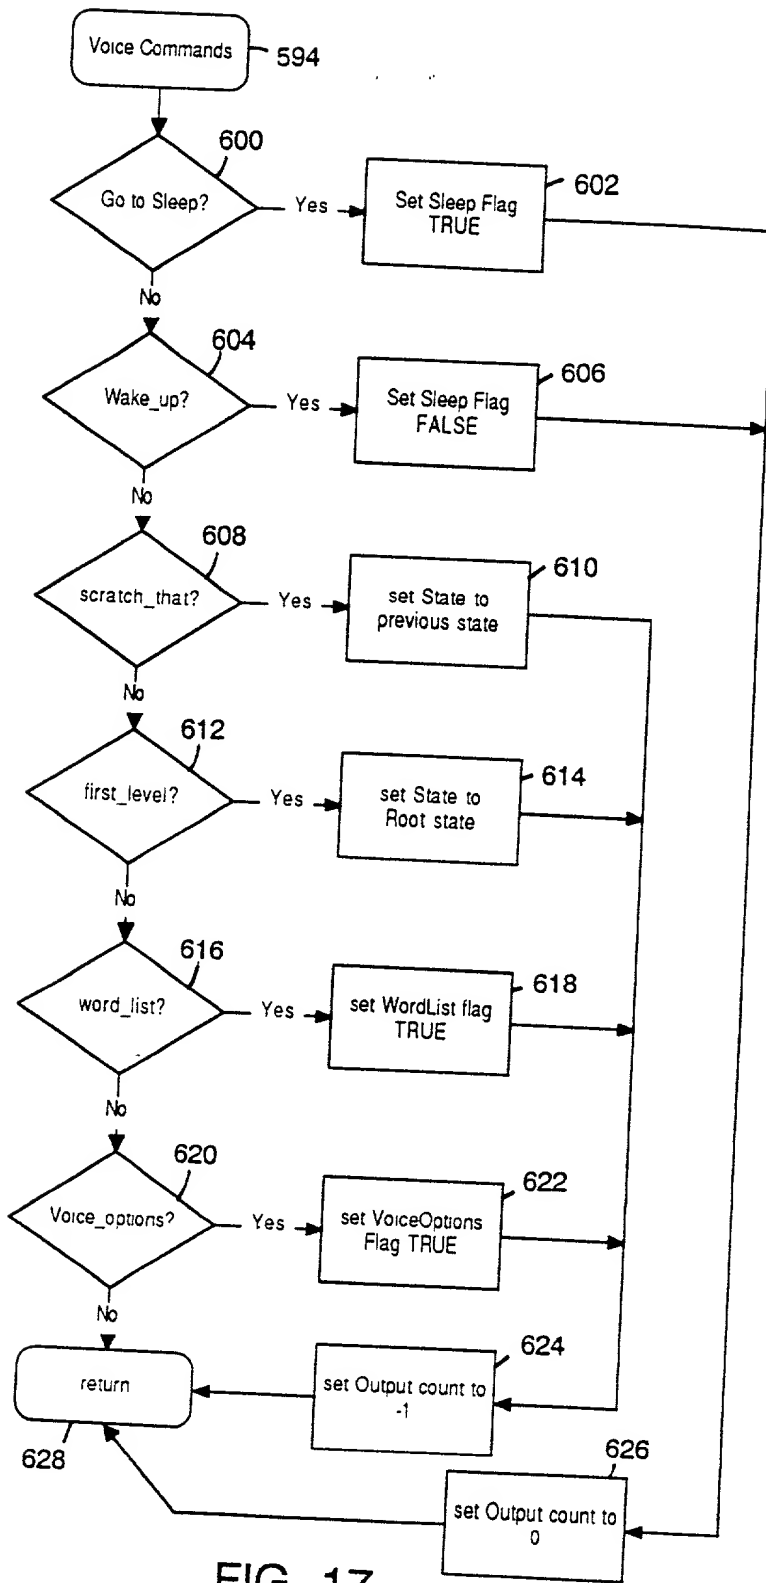 Voice Commands
594
600
Go to Sleep?
Yes
Set Sleep Flag
TRUE
602
No
604
Wake_up?
Yes
Set Sleep Flag
FALSE
606
No
608
scratch_that?
Yes
set State to
previous state
610
No
612
first_level?
Yes
set State to
Root state
614
No
616
word_list?
Yes
set WordList flag
TRUE
618
No
620
Voice_options?
Yes
set VoiceOptions
Flag TRUE
622
No
return
628
set Output count to
-1
624
set Output count to
0
626
FIG. 17